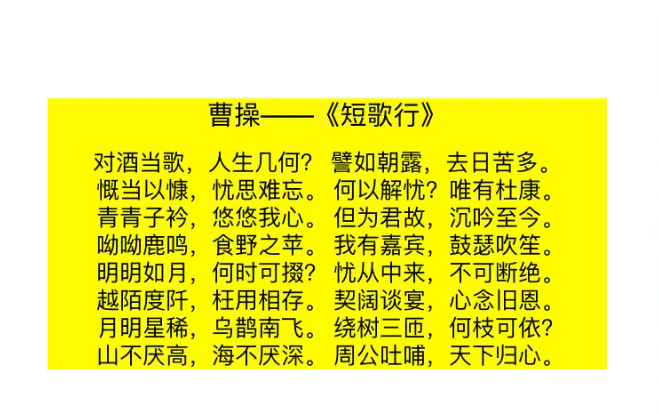 曹操——《短歌行》
对酒当歌，人生几何？ 譬如朝露，去日苦多。
慨当以慷，忧思难忘。 何以解忧？唯有杜康。
青青子衿，悠悠我心。 但为君故，沉吟至今。
呦呦鹿鸣，食野之苹。 我有嘉宾，鼓瑟吹笙。
明明如月，何时可掇？ 忧从中来，不可断绝。
越陌度阡，枉用相存。 契阔谈宴，心念旧恩。
月明星稀，乌鹊南飞。 绕树三匝，何枝可依？
山不厌高，海不厌深。 周公吐哺，天下归心。